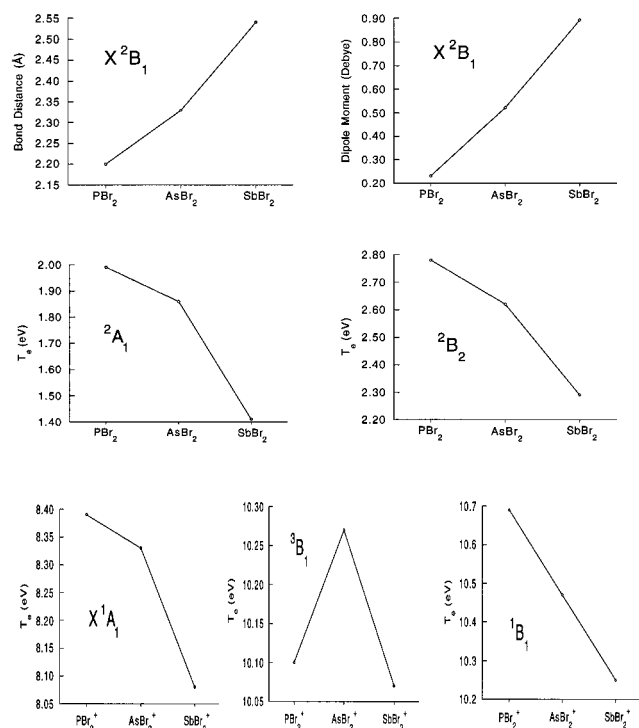 Bond Distance (Å)
2.55
2.50
2.45
2.40
2.35
2.30
2.25
2.20
2.15
X ²B₁
PBr₂ AsBr₂ SbBr₂
Dipole Moment (Debye)
0.90
0.80
0.70
0.60
0.50
0.40
0.30
0.20
X ²B₁
PBr₂ AsBr₂ SbBr₂
Tₑ (eV)
2.00
1.90
1.80
1.70
1.60
1.50
1.40
²A₁
PBr₂ AsBr₂ SbBr₂
Tₑ (eV)
2.80
2.70
2.60
2.50
2.40
2.30
2.20
²B₂
PBr₂ AsBr₂ SbBr₂
Tₑ (eV)
8.40
8.35
8.30
8.25
8.20
8.15
8.10
8.05
X ¹A₁
PBr₂⁺ AsBr₂⁺ SbBr₂⁺
Tₑ (eV)
10.30
10.25
10.20
10.15
10.10
10.05
³B₁
PBr₂⁺ AsBr₂⁺ SbBr₂⁺
Tₑ (eV)
10.7
10.6
10.5
10.4
10.3
10.2
¹B₁
PBr₂⁺ AsBr₂⁺ SbBr₂⁺